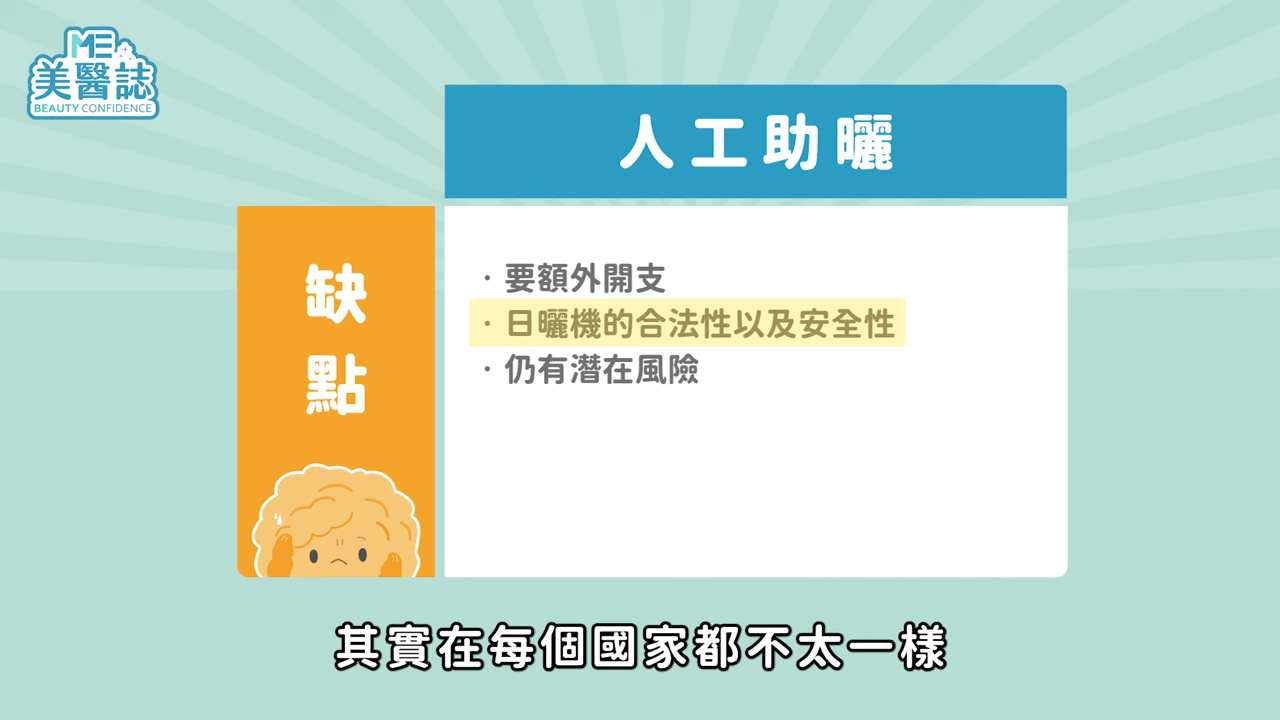 ME
美醫誌
BEAUTY CONFIDENCE
人工助曬
缺點
· 要額外開支
· 日曬機的合法性以及安全性
· 仍有潛在風險
其實在每個國家都不太一樣